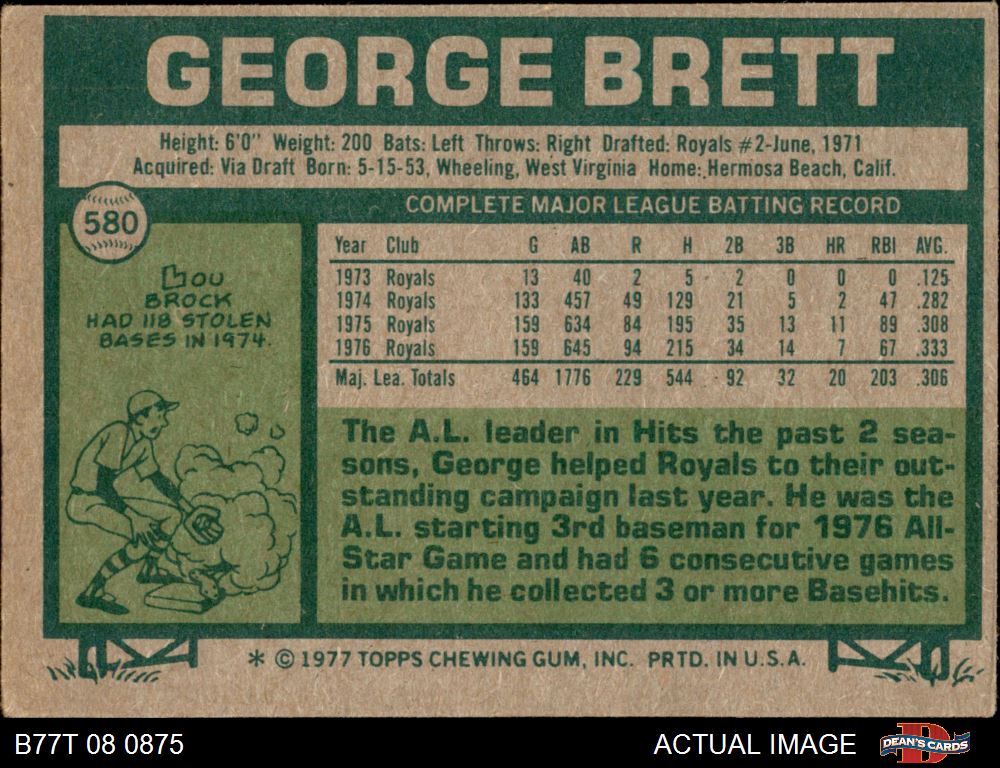 GEORGE BRETT
Height: 6'0" Weight: 200 Bats: Left Throws: Right Drafted: Royals #2-June, 1971
Acquired: Via Draft Born: 5-15-53, Wheeling, West Virginia Home: Hermosa Beach, Calif.
580
LOU
BROCK
HAD 118 STOLEN
BASES IN 1974.
COMPLETE MAJOR LEAGUE BATTING RECORD
Year Club G AB R H 2B 3B HR RBI AVG.
1973 Royals 13 40 2 5 2 0 0 0 .125
1974 Royals 133 457 49 129 21 5 2 47 .282
1975 Royals 159 634 84 195 35 13 11 89 .308
1976 Royals 159 645 94 215 34 14 7 67 .333
Maj. Lea. Totals 464 1776 229 544 92 32 20 203 .306
The A.L. leader in Hits the past 2 sea-
sons, George helped Royals to their out-
standing campaign last year. He was the
A.L. starting 3rd baseman for 1976 All-
Star Game and had 6 consecutive games
in which he collected 3 or more Basehits.
* © 1977 TOPPS CHEWING GUM, INC. PRTD. IN U.S.A.
B77T 08 0875
ACTUAL IMAGE
DEAN'S CARDS